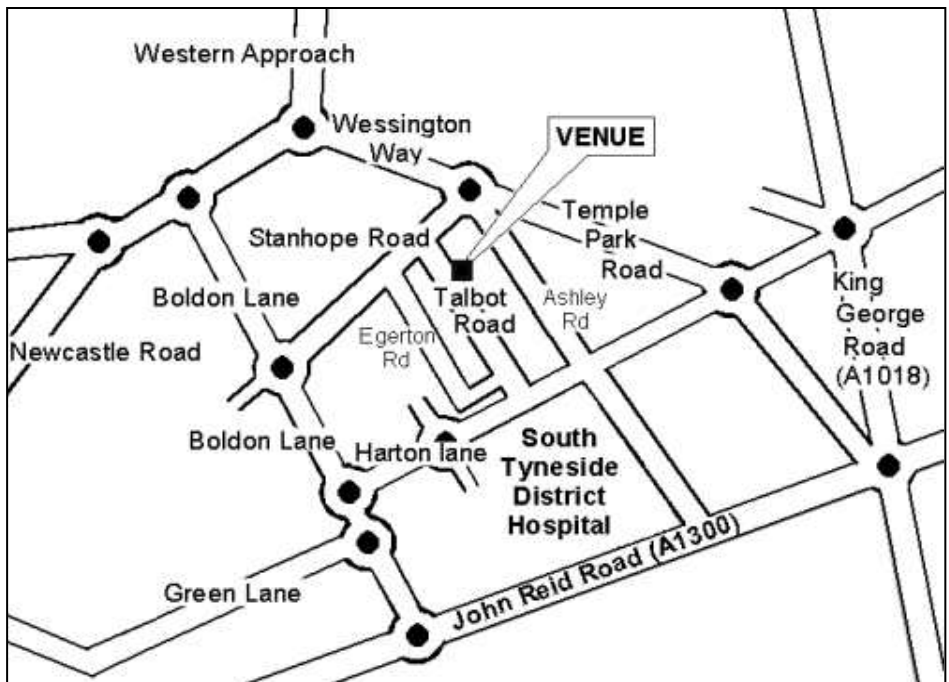 Western Approach
Wessington
Way
VENUE
Stanhope Road
Temple
Park
Road
Boldon Lane
Talbot
Road
Ashley
Rd
King
George
Road
(A1018)
Egerton
Rd
Newcastle Road
Boldon Lane
Harton lane
South
Tyneside
District
Hospital
John Reid Road (A1300)
Green Lane